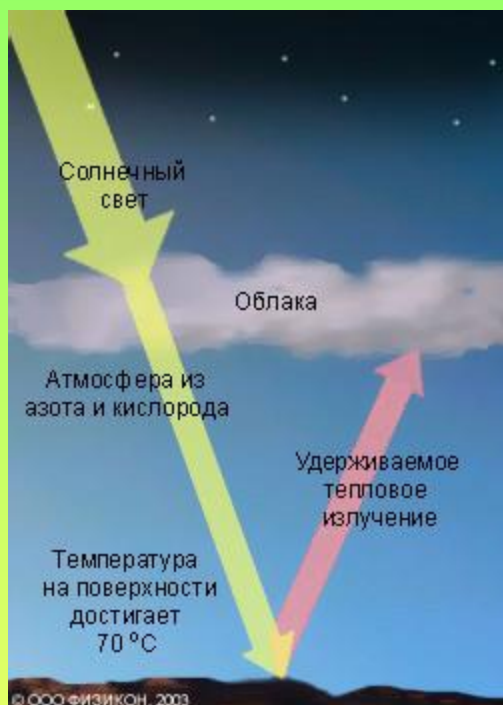 Солнечный
свет
Облака
Атмосфера из
азота и кислорода
Удерживаемое
тепловое
излучение
Температура
на поверхности
достигает
70 °C
© ООО ФИЗИКОН, 2003